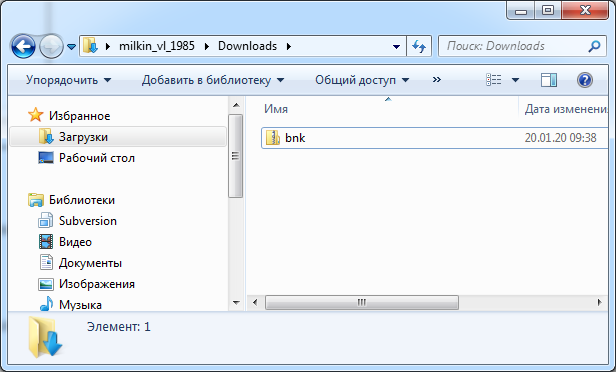 milkin_vl_1985 Downloads
Поиск: Downloads
Упорядочить Добавить в библиотеку Общий доступ »
Избранное
Загрузки
Рабочий стол
Библиотеки
Subversion
Видео
Документы
Изображения
Музыка
Имя Дата изменени
bnk 20.01.20 09:38
Элемент: 1